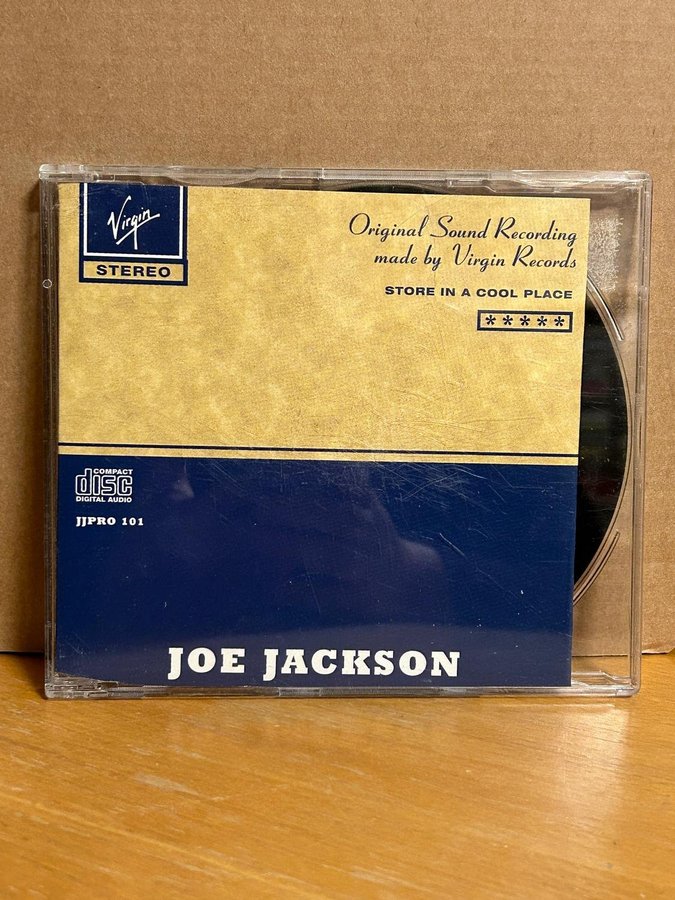 Virgin
STEREO
Original Sound Recording
made by Virgin Records
STORE IN A COOL PLACE
*****
COMPACT
disc
DIGITAL AUDIO
JJPRO 101
JOE JACKSON